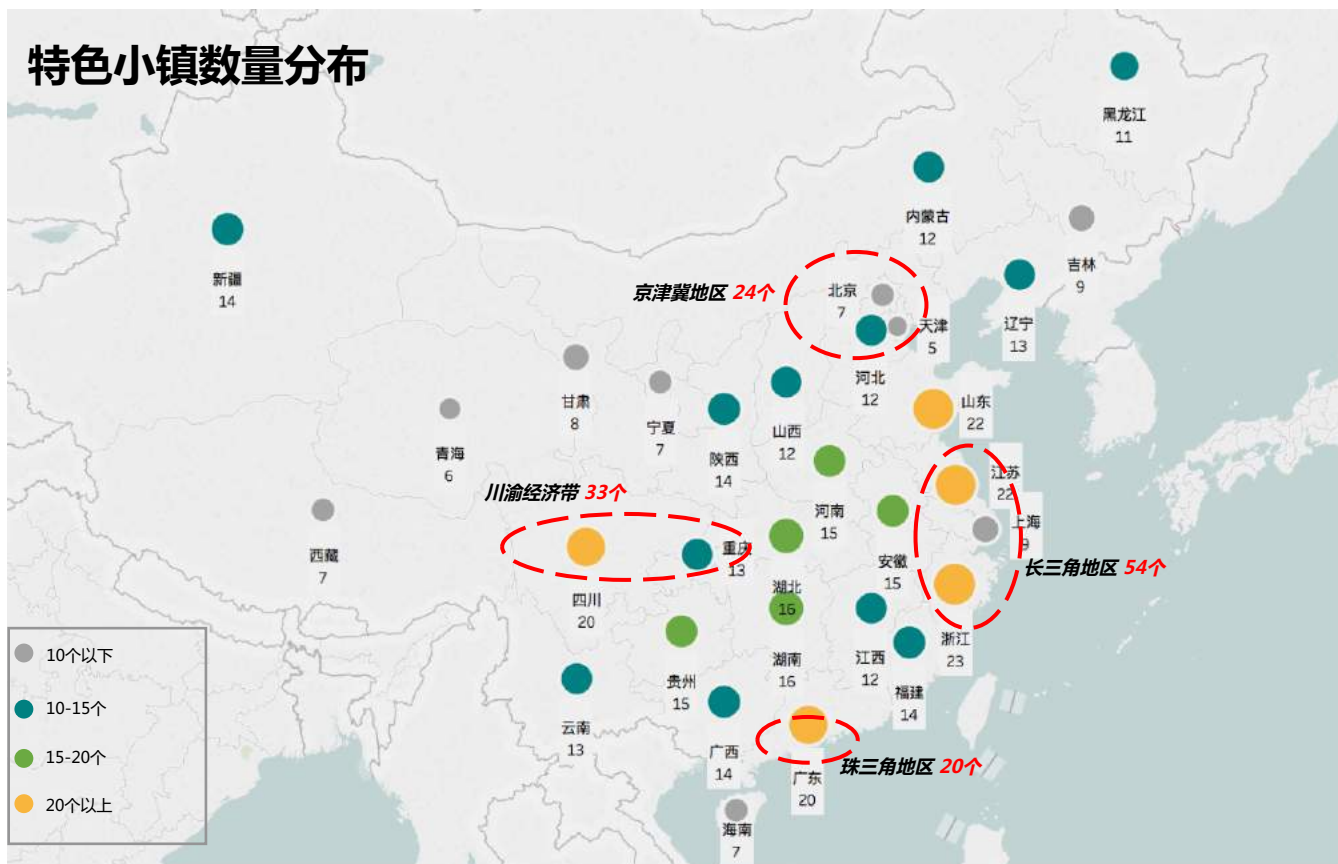 特色小镇数量分布
黑龙江
11
内蒙古
12
吉林
9
新疆
14
京津冀地区 24个
北京
7
天津
5
辽宁
13
河北
12
甘肃
8
宁夏
7
陕西
14
山西
12
山东
22
青海
6
川渝经济带 33个
河南
15
江苏
22
上海
9
西藏
7
重庆
13
安徽
15
长三角地区 54个
四川
20
湖北
16
浙江
23
湖南
16
江西
12
福建
14
贵州
15
云南
13
广西
14
珠三角地区 20个
广东
20
海南
7
10个以下
10-15个
15-20个
20个以上